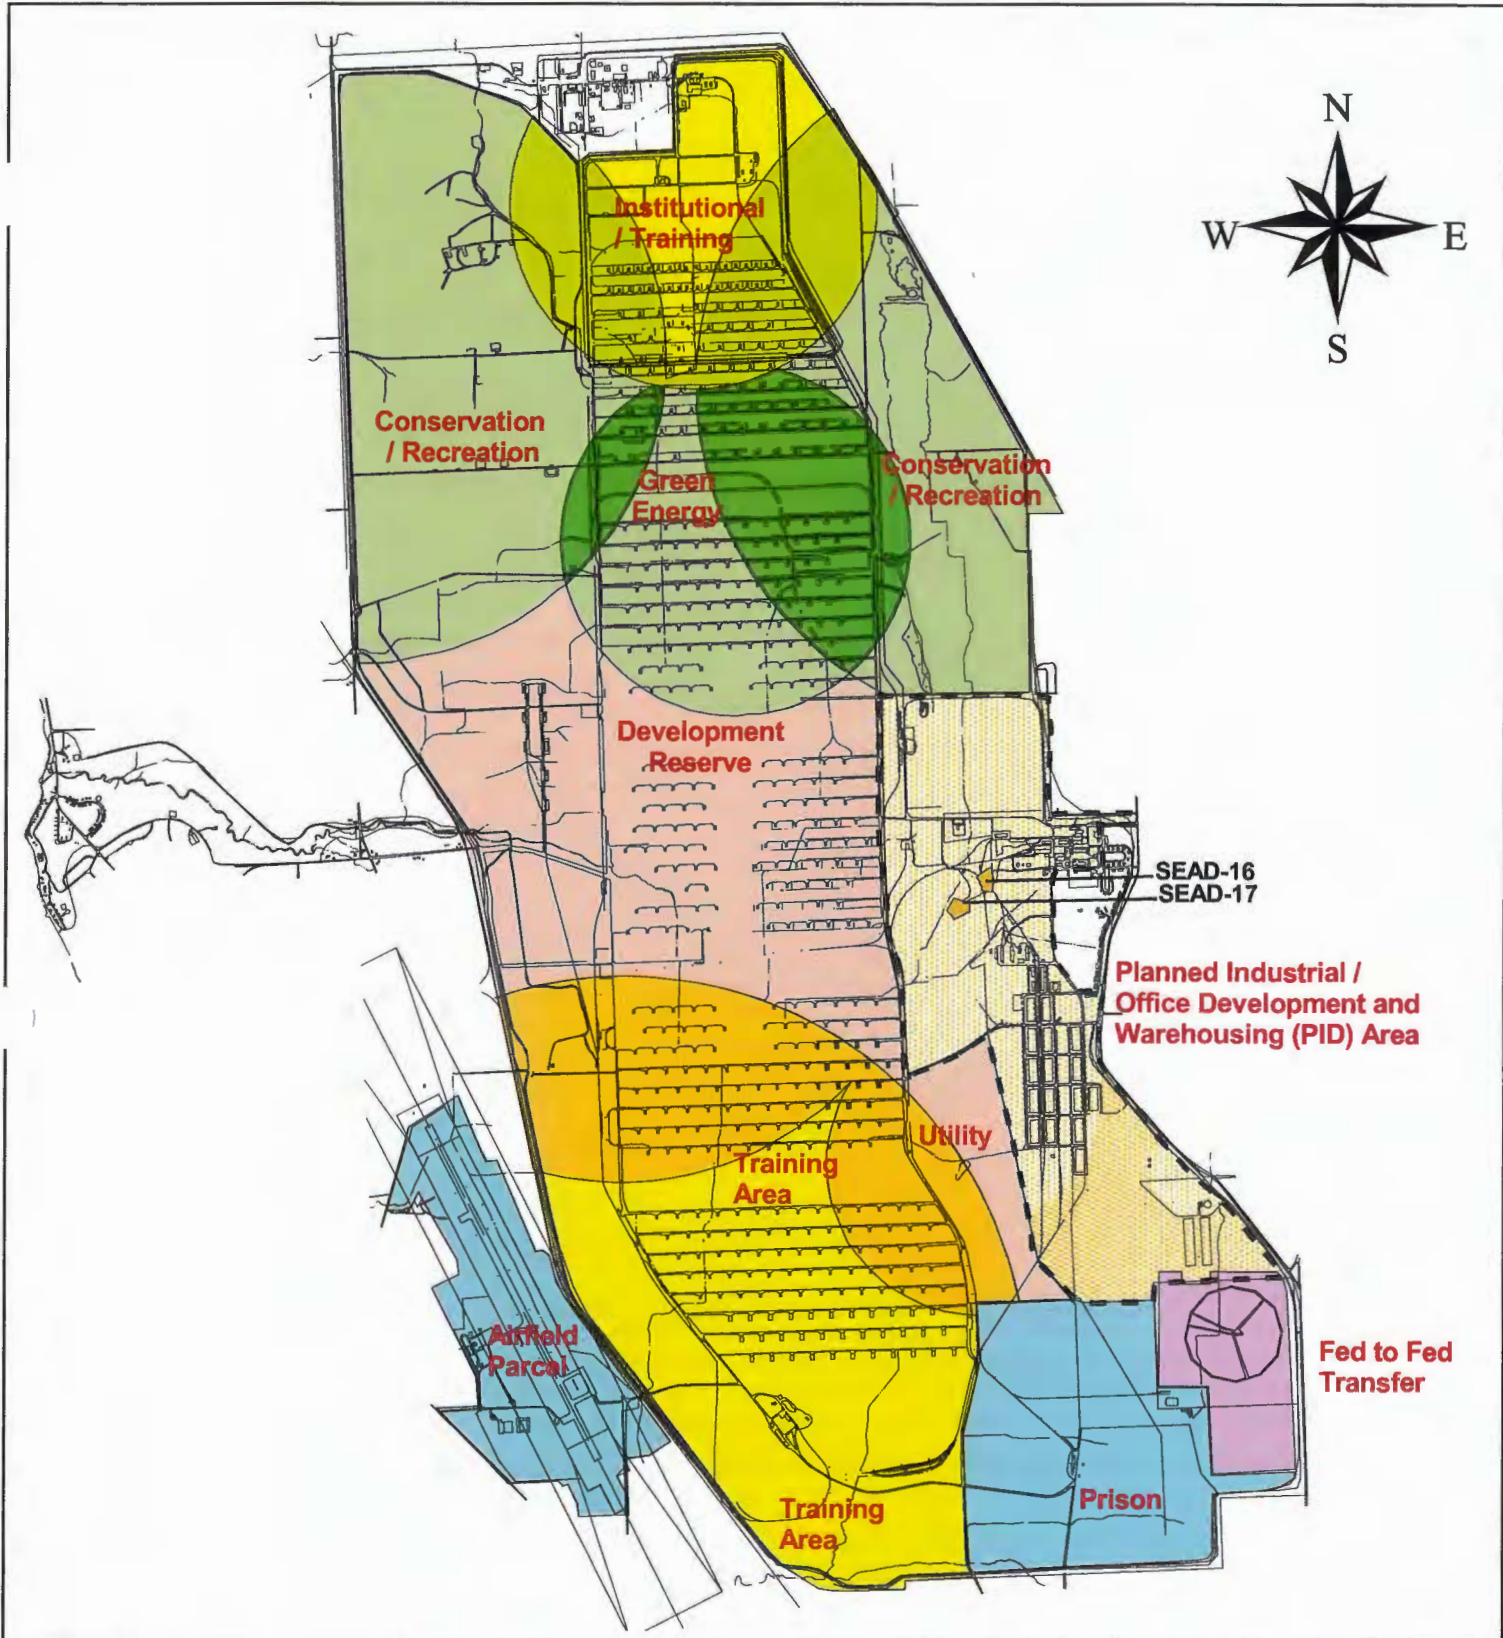 N
W
E
S
Institutional
/ Training
Conservation
/ Recreation
Green
Energy
Conservation
/ Recreation
Development
Reserve
SEAD-16
SEAD-17
Planned Industrial /
Office Development and
Warehousing (PID) Area
Utility
Training
Area
Airfield
Parcel
Fed to Fed
Transfer
Training
Area
Prison